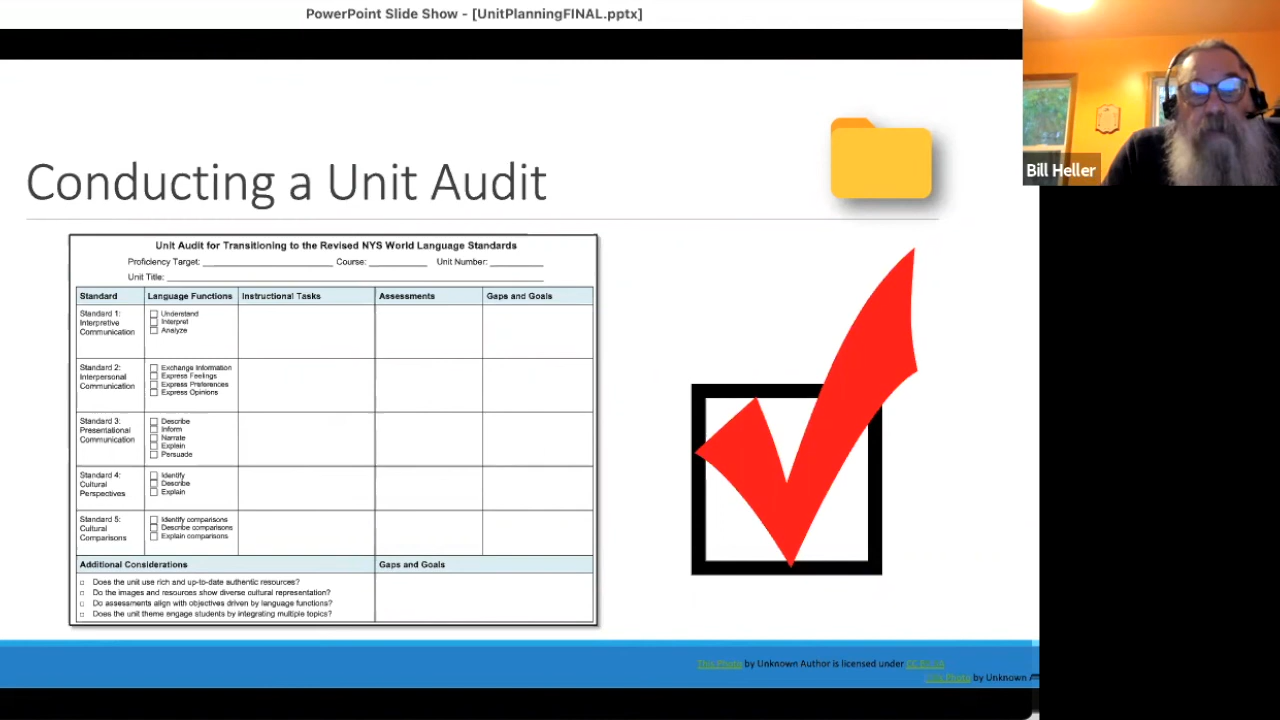 PowerPoint Slide Show - [UnitPlanningFINAL.pptx]
Bill Heller
Conducting a Unit Audit
Unit Audit for Transitioning to the Revised NYS World Language Standards
Proficiency Target: Course: Unit Number:
Unit Title:
Standard Language Functions Instructional Tasks Assessments Gaps and Goals
Standard 1:
Interpretive
Communication
Understand
Interpret
Analyze
Standard 2:
Interpersonal
Communication
Exchange Information
Express Feelings
Express Preferences
Express Opinions
Standard 3:
Presentational
Communication
Describe
Inform
Narrate
Explain
Persuade
Standard 4:
Cultural
Perspectives
Identify
Describe
Explain
Standard 5:
Cultural
Comparisons
Identify comparisons
Describe comparisons
Explain comparisons
Additional Considerations Gaps and Goals
Does the unit use rich and up-to-date authentic resources?
Do the images and resources show diverse cultural representation?
Do assessments align with objectives driven by language functions?
Does the unit theme engage students by integrating multiple topics?
This Photo by Unknown Author is licensed under
This Photo by Unknown